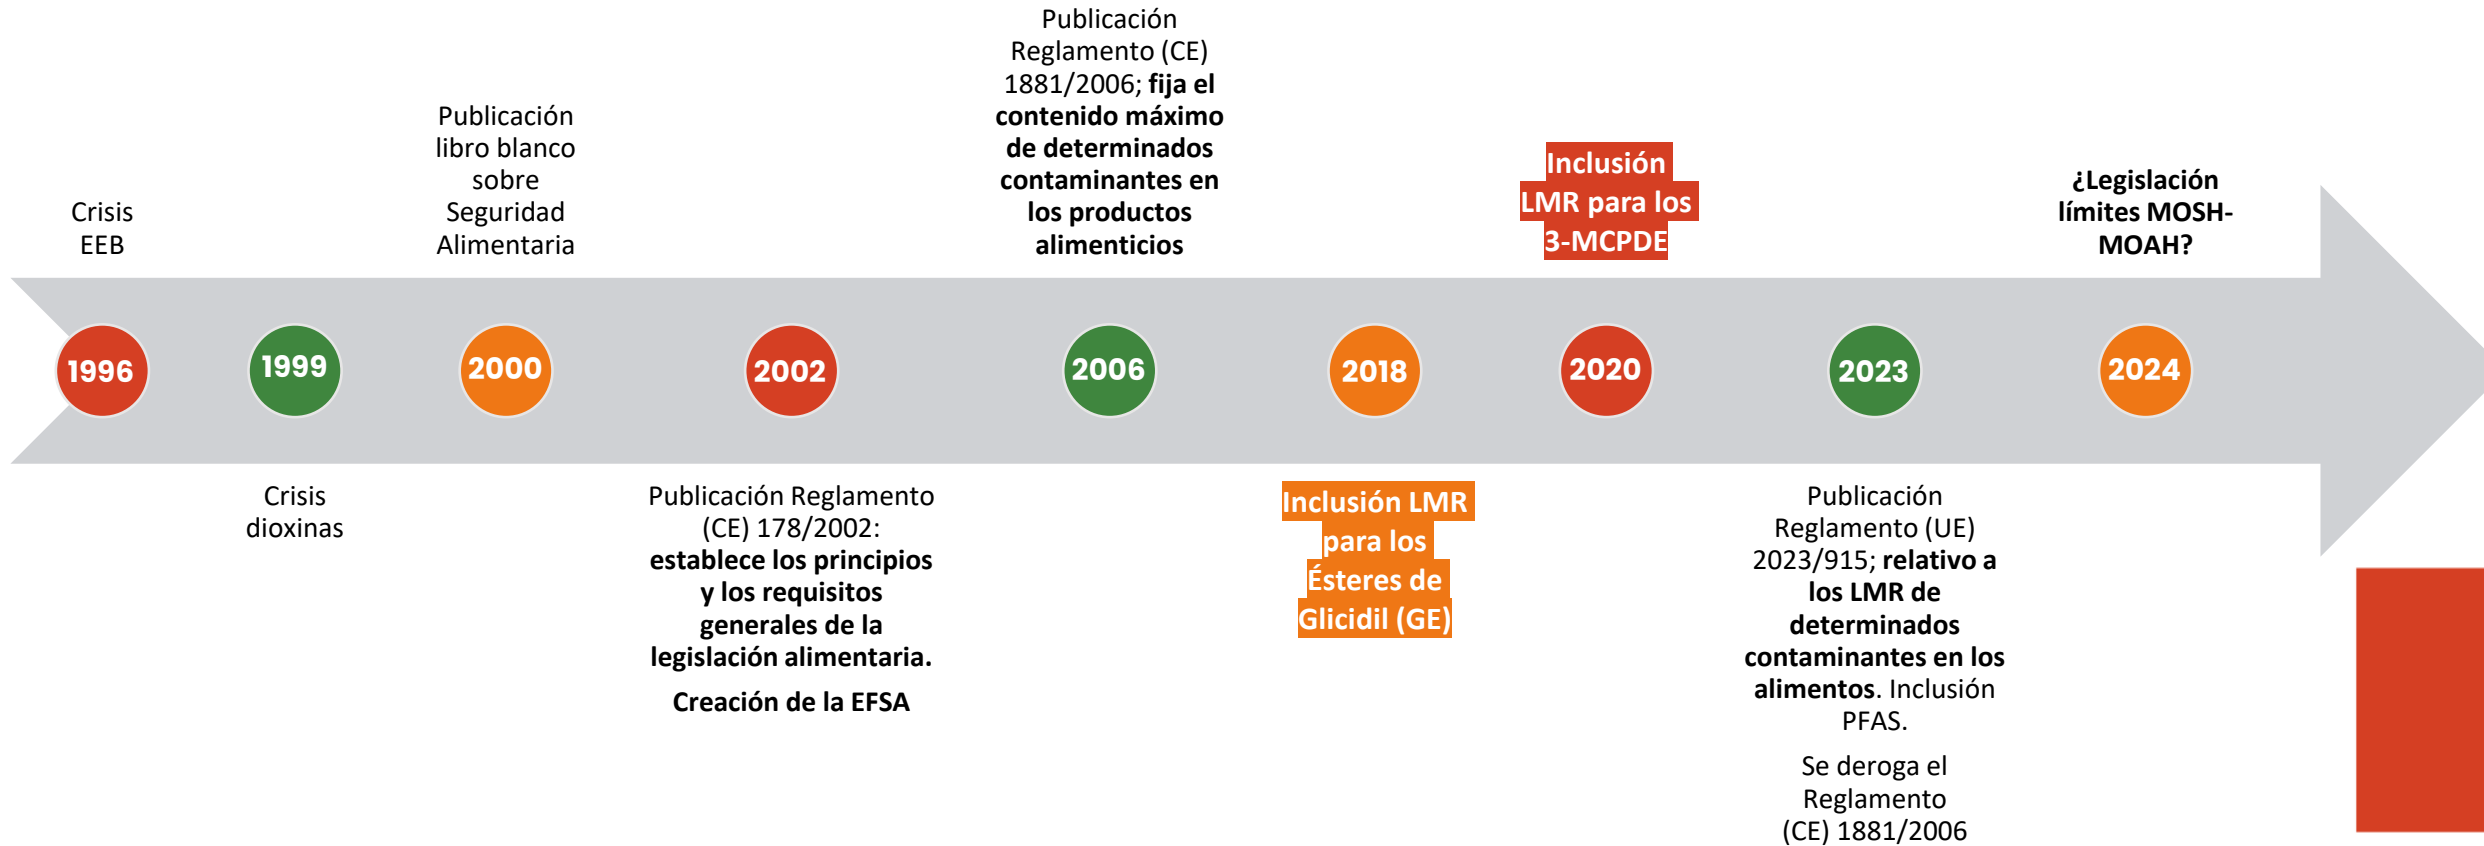 Crisis
EEB
1996
1999
Crisis
dioxinas
Publicación
libro blanco
sobre
Seguridad
Alimentaria
2000
2002
Publicación Reglamento
(CE) 178/2002:
establece los principios
y los requisitos
generales de la
legislación alimentaria.
Creación de la EFSA
Publicación
Reglamento (CE)
1881/2006; fija el
contenido máximo
de determinados
contaminantes en
los productos
alimenticios
2006
2018
Inclusión LMR
para los
Ésteres de
Glicidil (GE)
Inclusión
LMR para los
3-MCPDE
2020
2023
Publicación
Reglamento (UE)
2023/915; relativo a
los LMR de
determinados
contaminantes en los
alimentos. Inclusión
PFAS.
Se deroga el
Reglamento
(CE) 1881/2006
¿Legislación
límites MOSH-
MOAH?
2024